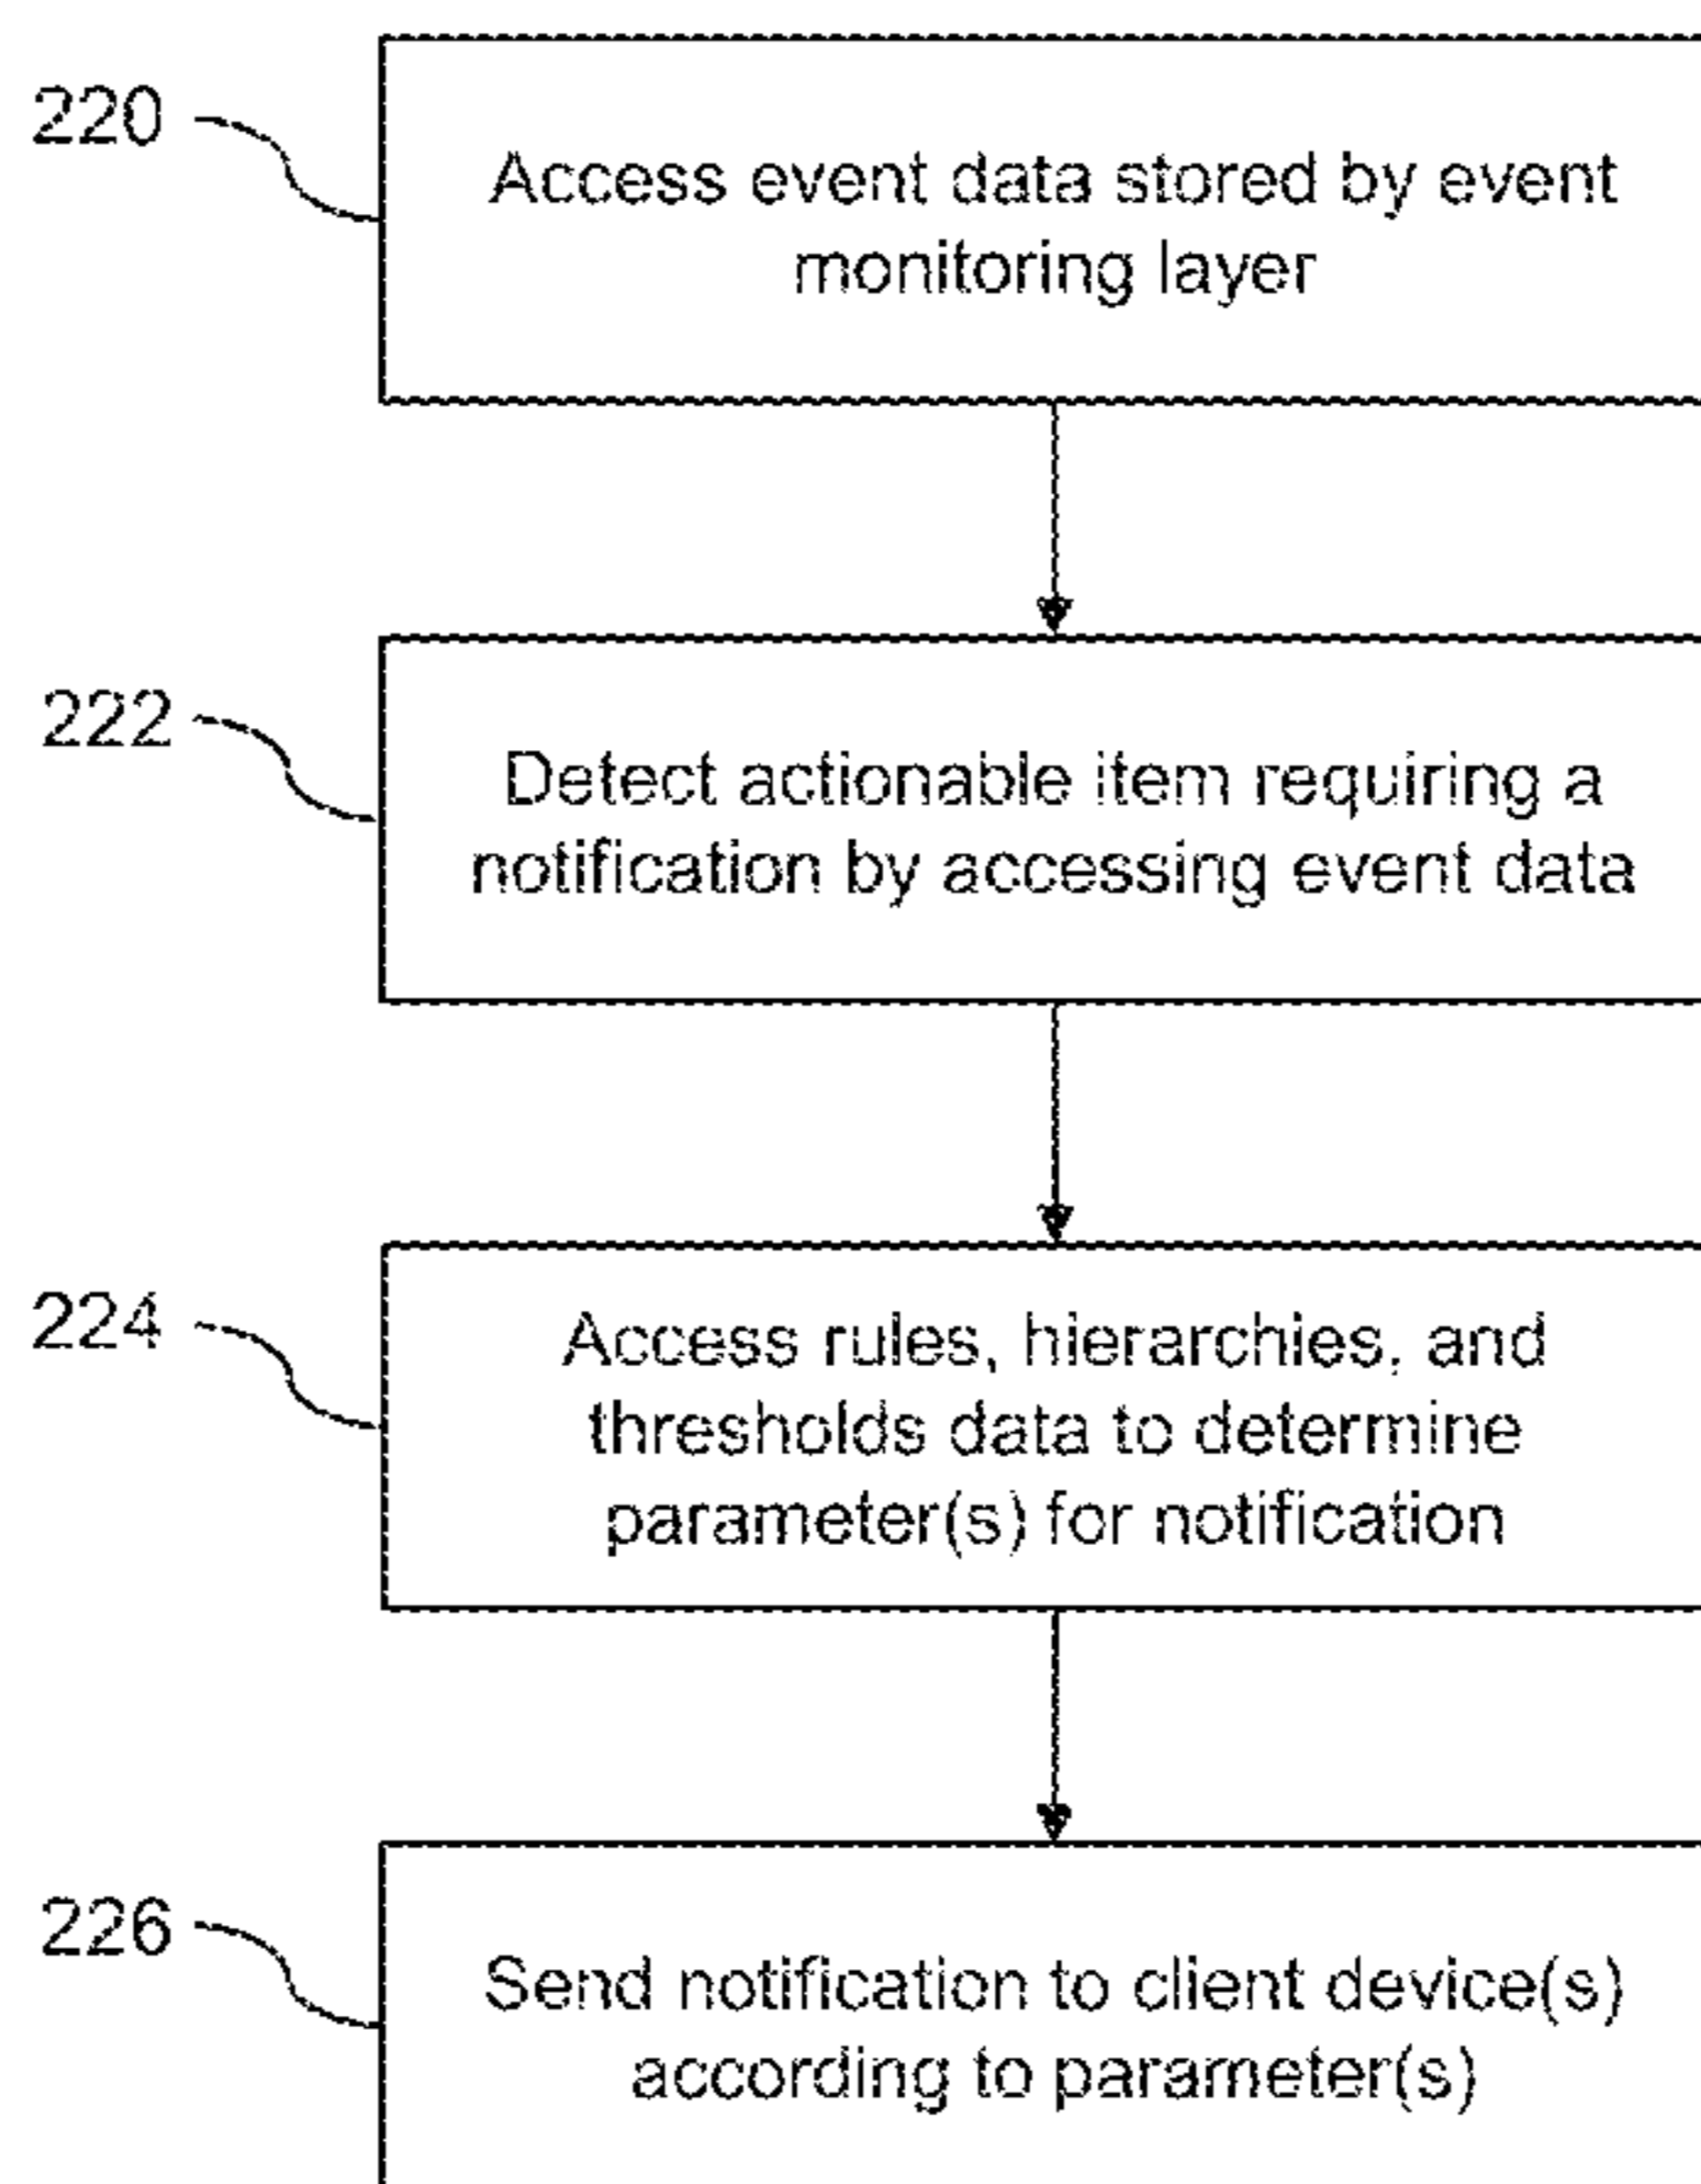 220
Access event data stored by event
monitoring layer
222
Detect actionable item requiring a
notification by accessing event data
224
Access rules, hierarchies, and
thresholds data to determine
parameter(s) for notification
226
Send notification to client device(s)
according to parameter(s)